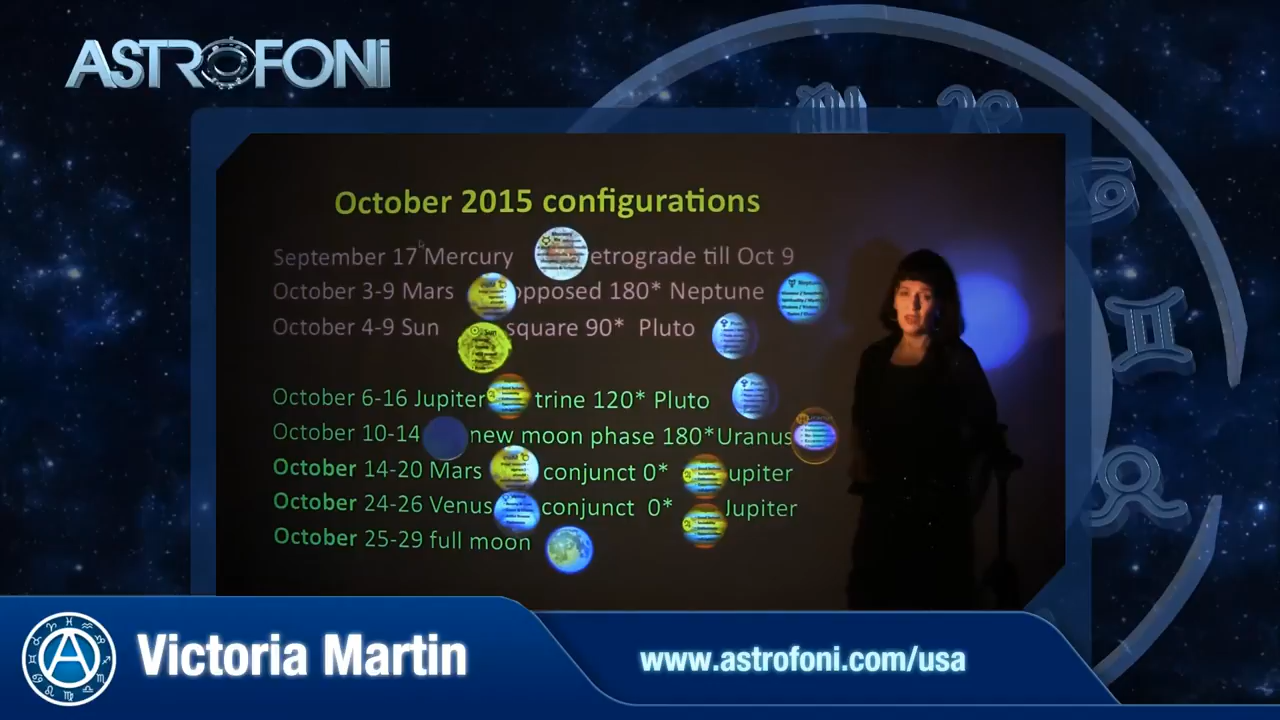 ASTROFONi
October 2015 configurations
September 17 Mercury etrograde till Oct 9
October 3-9 Mars opposed 180* Neptune
October 4-9 Sun square 90* Pluto
October 6-16 Jupiter trine 120* Pluto
October 10-14 new moon phase 180*Uranus
October 14-20 Mars conjunct 0* upiter
October 24-26 Venus conjunct 0* Jupiter
October 25-29 full moon
Victoria Martin
www.astrofoni.com/usa